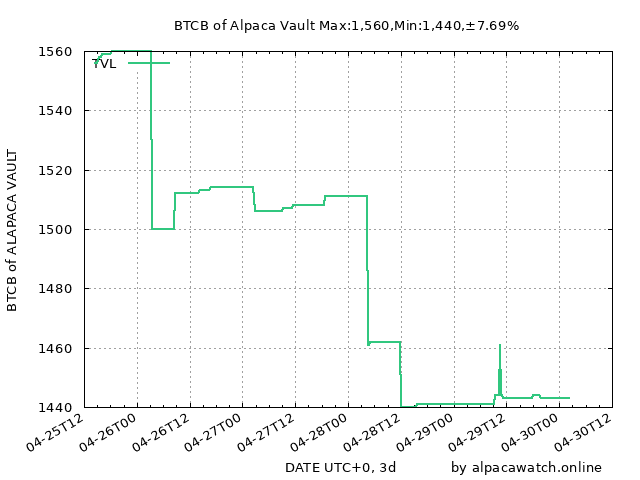 BTCB of Alpaca Vault Max:1,560,Min:1,440,±7.69%
TVL
1560
1540
1520
1500
1480
1460
1440
BTCB of ALAPACA VAULT
04-25T12
04-26T00
04-26T12
04-27T00
04-27T12
04-28T00
04-28T12
04-29T00
04-29T12
04-30T00
04-30T12
DATE UTC+0, 3d
by alpacawatch.online